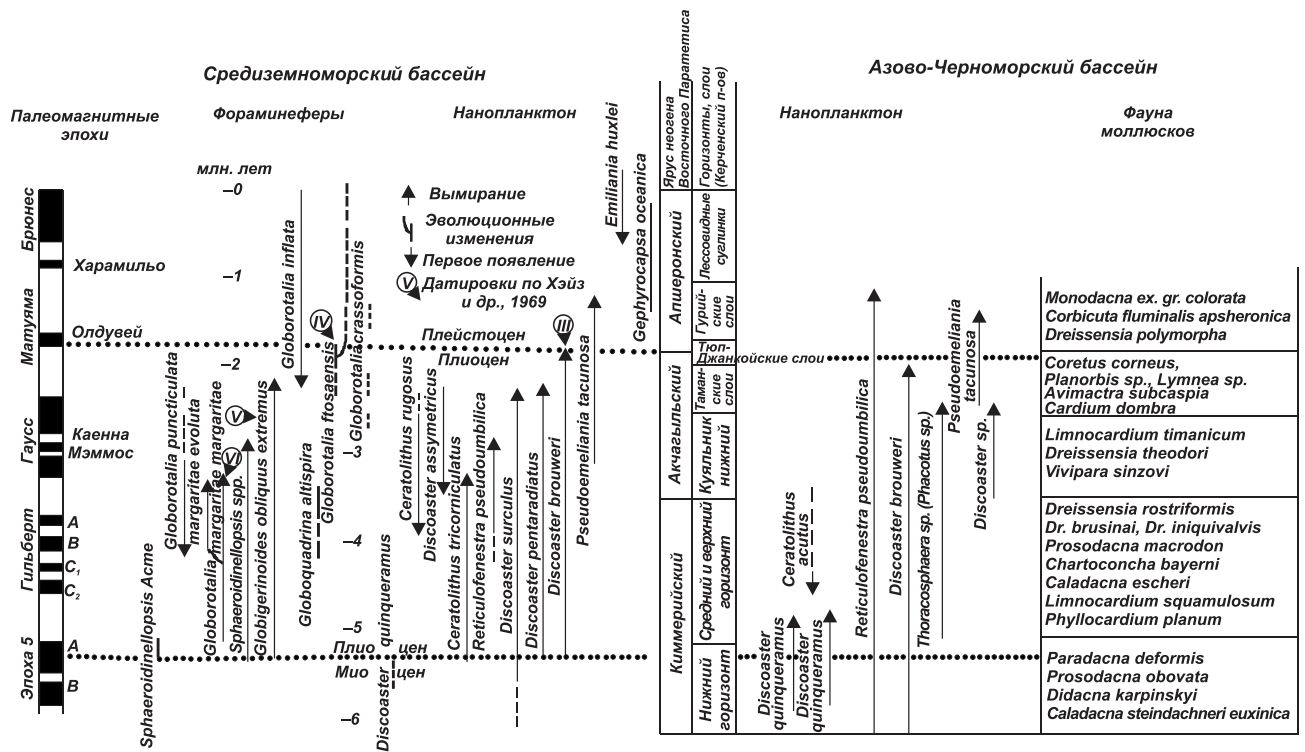 Средиземноморский бассейн
Азово-Черноморский бассейн
Палеомагнитные
эпохи
Фораминеферы
Нанопланктон
Ярус неогена
Восточного Паратетиса
Горизонты, слои
(Керченский п-ов)
Нанопланктон
Фауна
моллюсков
млн. лет
–0
–1
–2
–3
–4
–5
–6
Брюнес
Матуяма
Гаусс
Гильберт
Эпоха 5
Харамильо
Олдувей
Каенна
Мэммос
A
B
C1
C2
A
B
Вымирание
Эволюционные
изменения
Первое появление
V Датировки по Хэйз
и др., 1969
Плейстоцен
Плиоцен
Плио цен
Мио цен
Sphaeroidinellopsis Acme
Globorotalia puncticulata
margaritae evoluta
Globorotalia margaritae margaritae
Sphaeroidinellopsis spp.
Globigerinoides obliquus extremus
VI
V
Globorotalia inflata
Globoquadrina altispira
IV
Globorotalia ftosaensis
Globorotalia crassoformis
Discoaster quinqueramus
Ceratolithus rugosus
Discoaster assymetricus
Ceratolithus tricorniculatus
Reticulofenestra pseudoumbilica
Discoaster surculus
Discoaster pentaradiatus
Discoaster brouweri
III
Pseudoemeliania tacunosa
Emiliania huxlei
Gephyrocapsa oceanica
Апшеронский
Акчагыльский
Киммерийский
Лессовидные
суглинки
Гурий-
ские
слои
Тюп-
Джанкойские слои
Таман-
ские
слои
Куяльник
нижний
Средний и верхний
горизонт
Нижний
горизонт
Discoaster
quinqueramus
Discoaster
quinqueramus
Ceratolithus
acutus
Reticulofenestra pseudoumbilica
Discoaster brouweri
Thoracosphaera sp. (Phacotus sp.)
Pseudoemeliania
tacunosa
Discoaster sp.
Monodacna ex. gr. colorata
Corbicuta fluminalis apsheronica
Dreissensia polymorpha
Coretus corneus,
Planorbis sp., Lymnea sp.
Avimactra subcaspia
Cardium dombra
Limnocardium timanicum
Dreissensia theodori
Vivipara sinzovi
Dreissensia rostriformis
Dr. brusinai, Dr. iniquivalvis
Prosodacna macrodon
Chartoconcha bayerni
Caladacna escheri
Limnocardium squamulosum
Phyllocardium planum
Paradacna deformis
Prosodacna obovata
Didacna karpinskyi
Caladacna steindachneri euxinica